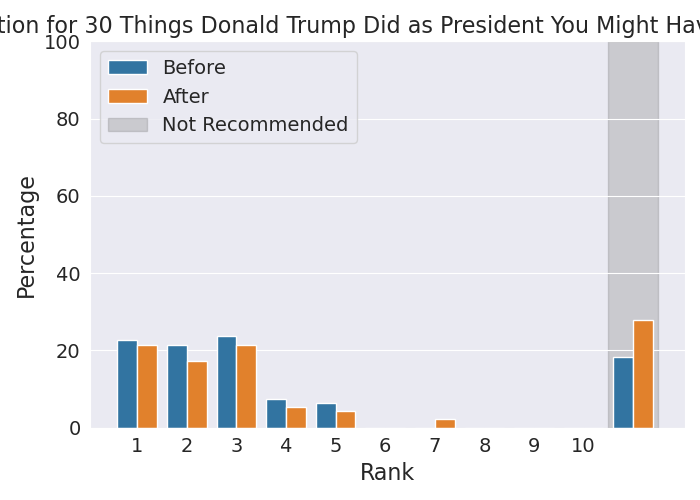 tion for 30 Things Donald Trump Did as President You Might Hav
100
80
60
40
20
0
Percentage
Before
After
Not Recommended
1 2 3 4 5 6 7 8 9 10
Rank